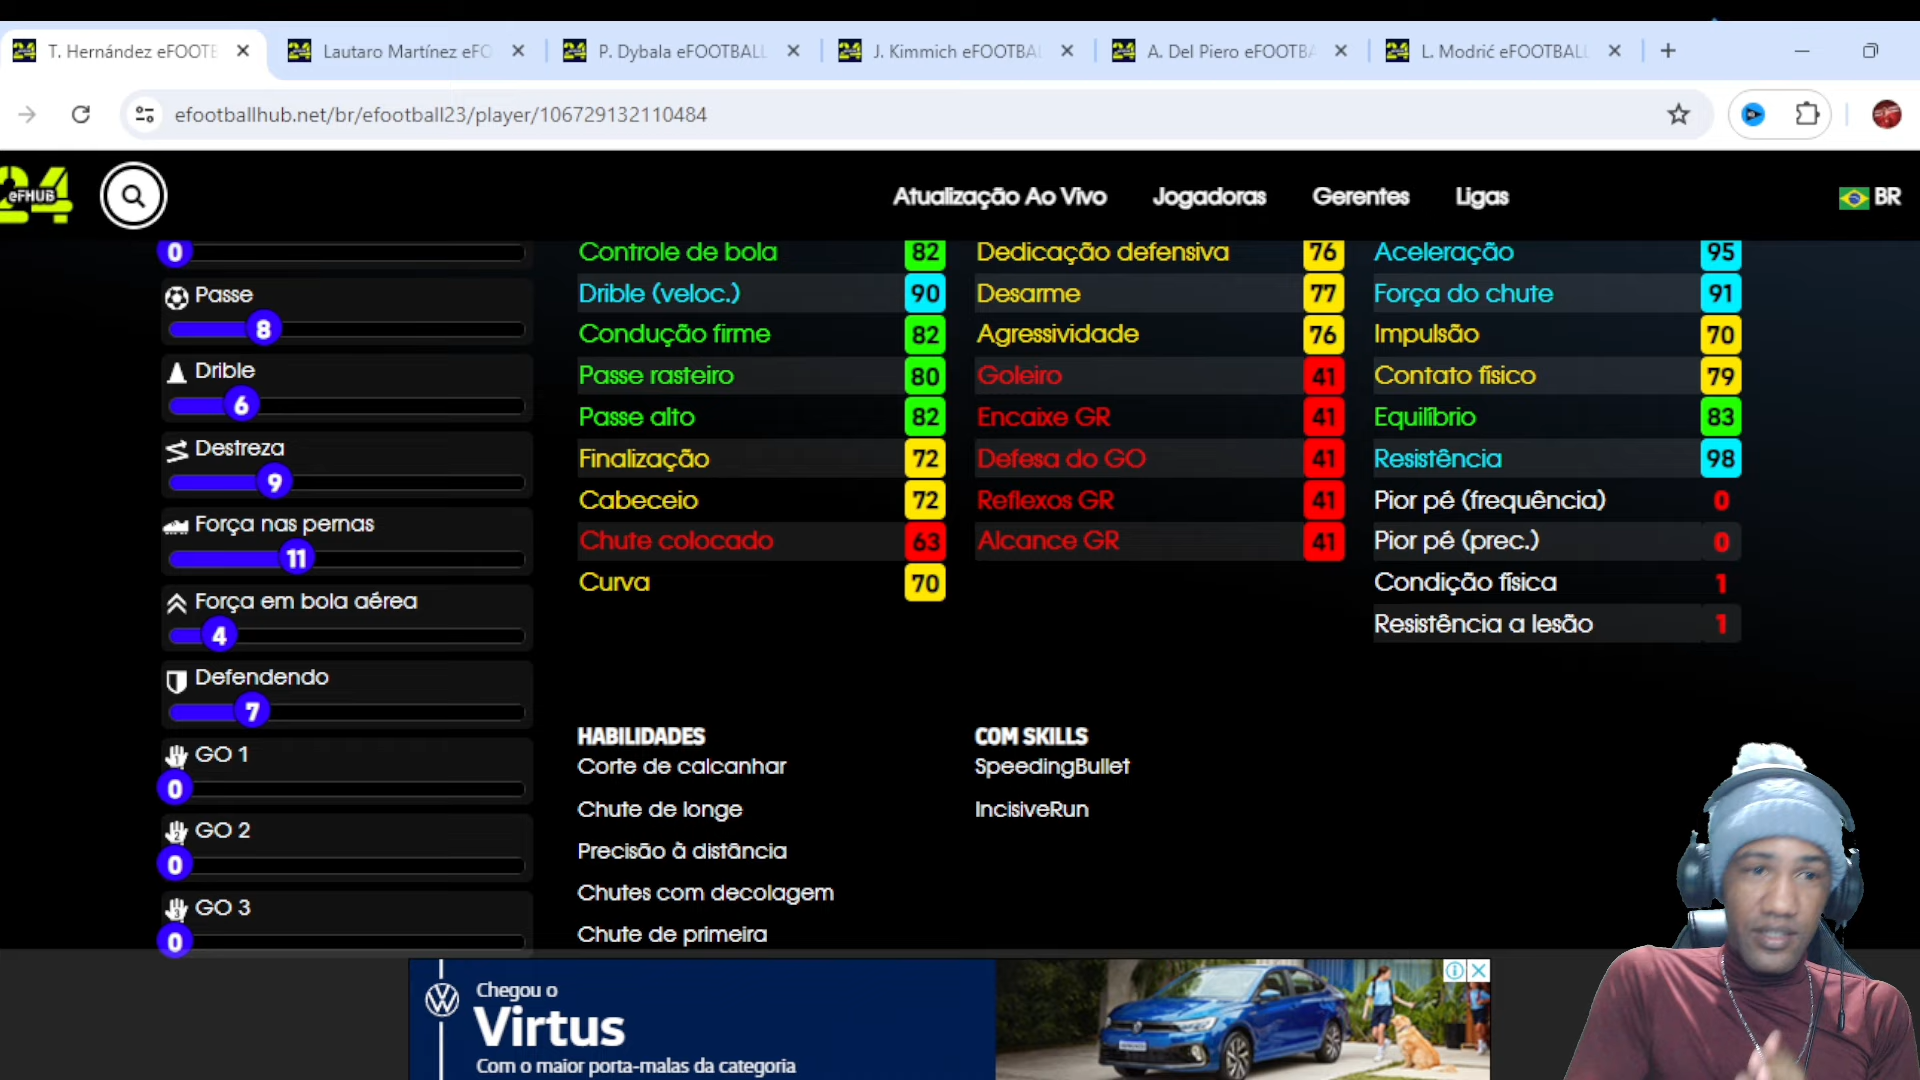 T. Hernández eFOOTB
Lautaro Martínez eFO
P. Dybala eFOOTBALL
J. Kimmich eFOOTBAL
A. Del Piero eFOOTBA
L. Modrić eFOOTBALL
efootballhub.net/br/efootball23/player/106729132110484
24
eFHUB
Atualização Ao Vivo
Jogadoras
Gerentes
Ligas
BR
0
Passe
8
Drible
6
Destreza
9
Força nas pernas
11
Força em bola aérea
4
Defendendo
7
GO 1
0
GO 2
0
GO 3
0
Controle de bola 82
Drible (veloc.) 90
Condução firme 82
Passe rasteiro 80
Passe alto 82
Finalização 72
Cabeceio 72
Chute colocado 63
Curva 70
Dedicação defensiva 76
Desarme 77
Agressividade 76
Goleiro 41
Encaixe GR 41
Defesa do GO 41
Reflexos GR 41
Alcance GR 41
Aceleração 95
Força do chute 91
Impulsão 70
Contato físico 79
Equilíbrio 83
Resistência 98
Pior pé (frequência) 0
Pior pé (prec.) 0
Condição física 1
Resistência a lesão 1
HABILIDADES
Corte de calcanhar
Chute de longe
Precisão à distância
Chutes com decolagem
Chute de primeira
COM SKILLS
SpeedingBullet
IncisiveRun
Chegou o
Virtus
Com o maior porta-malas da categoria